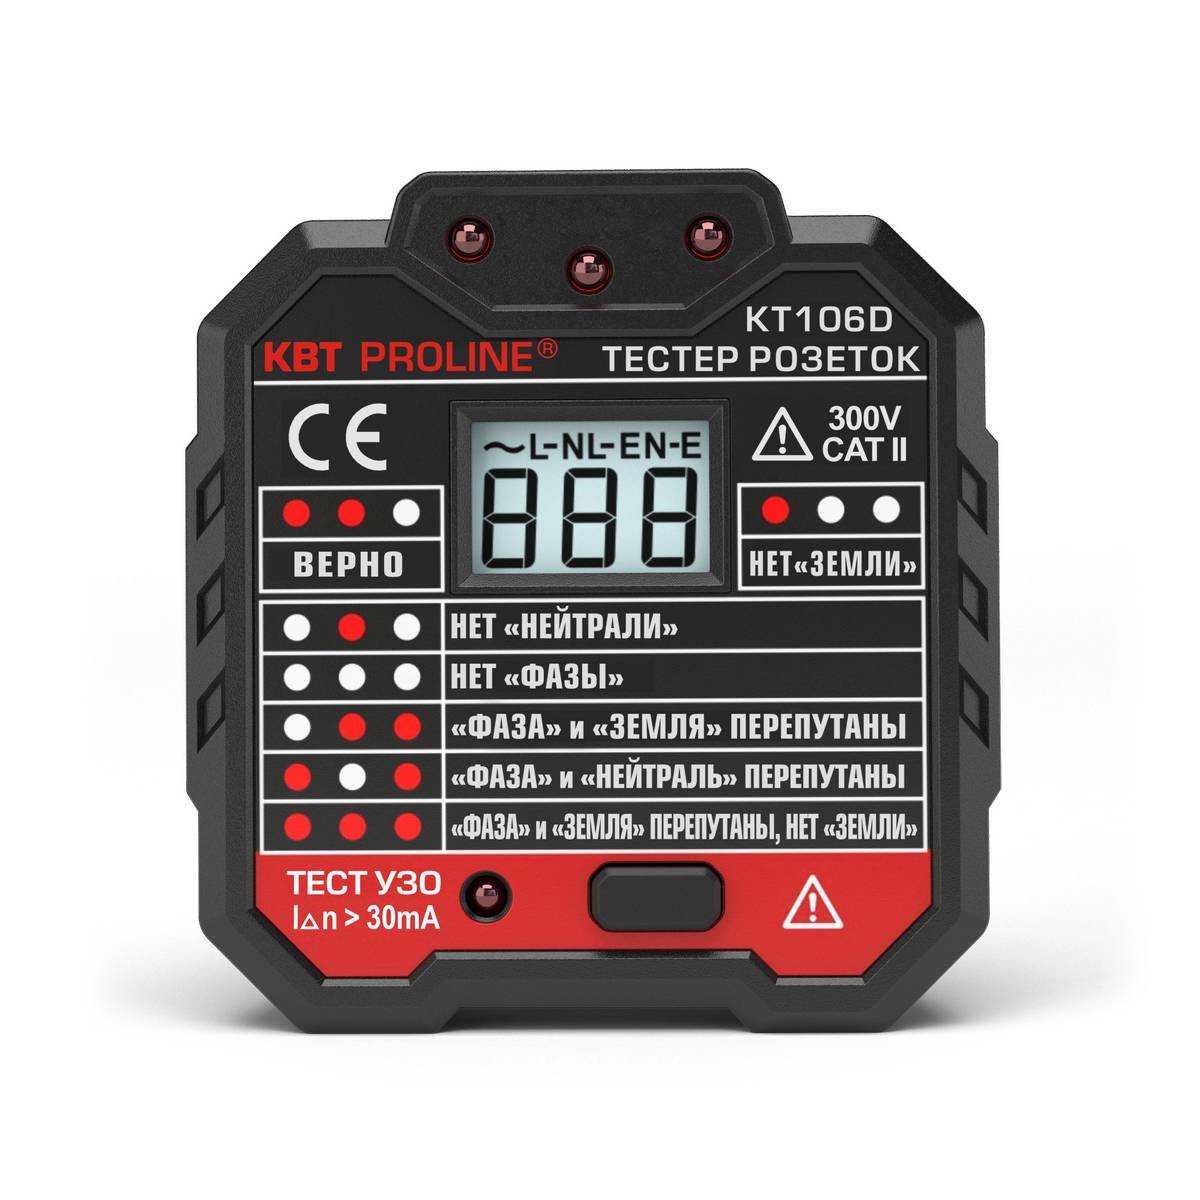 KT106D
КВТ PROLINE® ТЕСТЕР РОЗЕТОК
CE
~L-NL-EN-E
888
300V
CAT II
ВЕРНО
НЕТ«ЗЕМЛИ»
НЕТ «НЕЙТРАЛИ»
НЕТ «ФАЗЫ»
«ФАЗА» и «ЗЕМЛЯ» ПЕРЕПУТАНЫ
«ФАЗА» и «НЕЙТРАЛЬ» ПЕРЕПУТАНЫ
«ФАЗА» и «ЗЕМЛЯ» ПЕРЕПУТАНЫ, НЕТ «ЗЕМЛИ»
ТЕСТ УЗО
I△n > 30mA